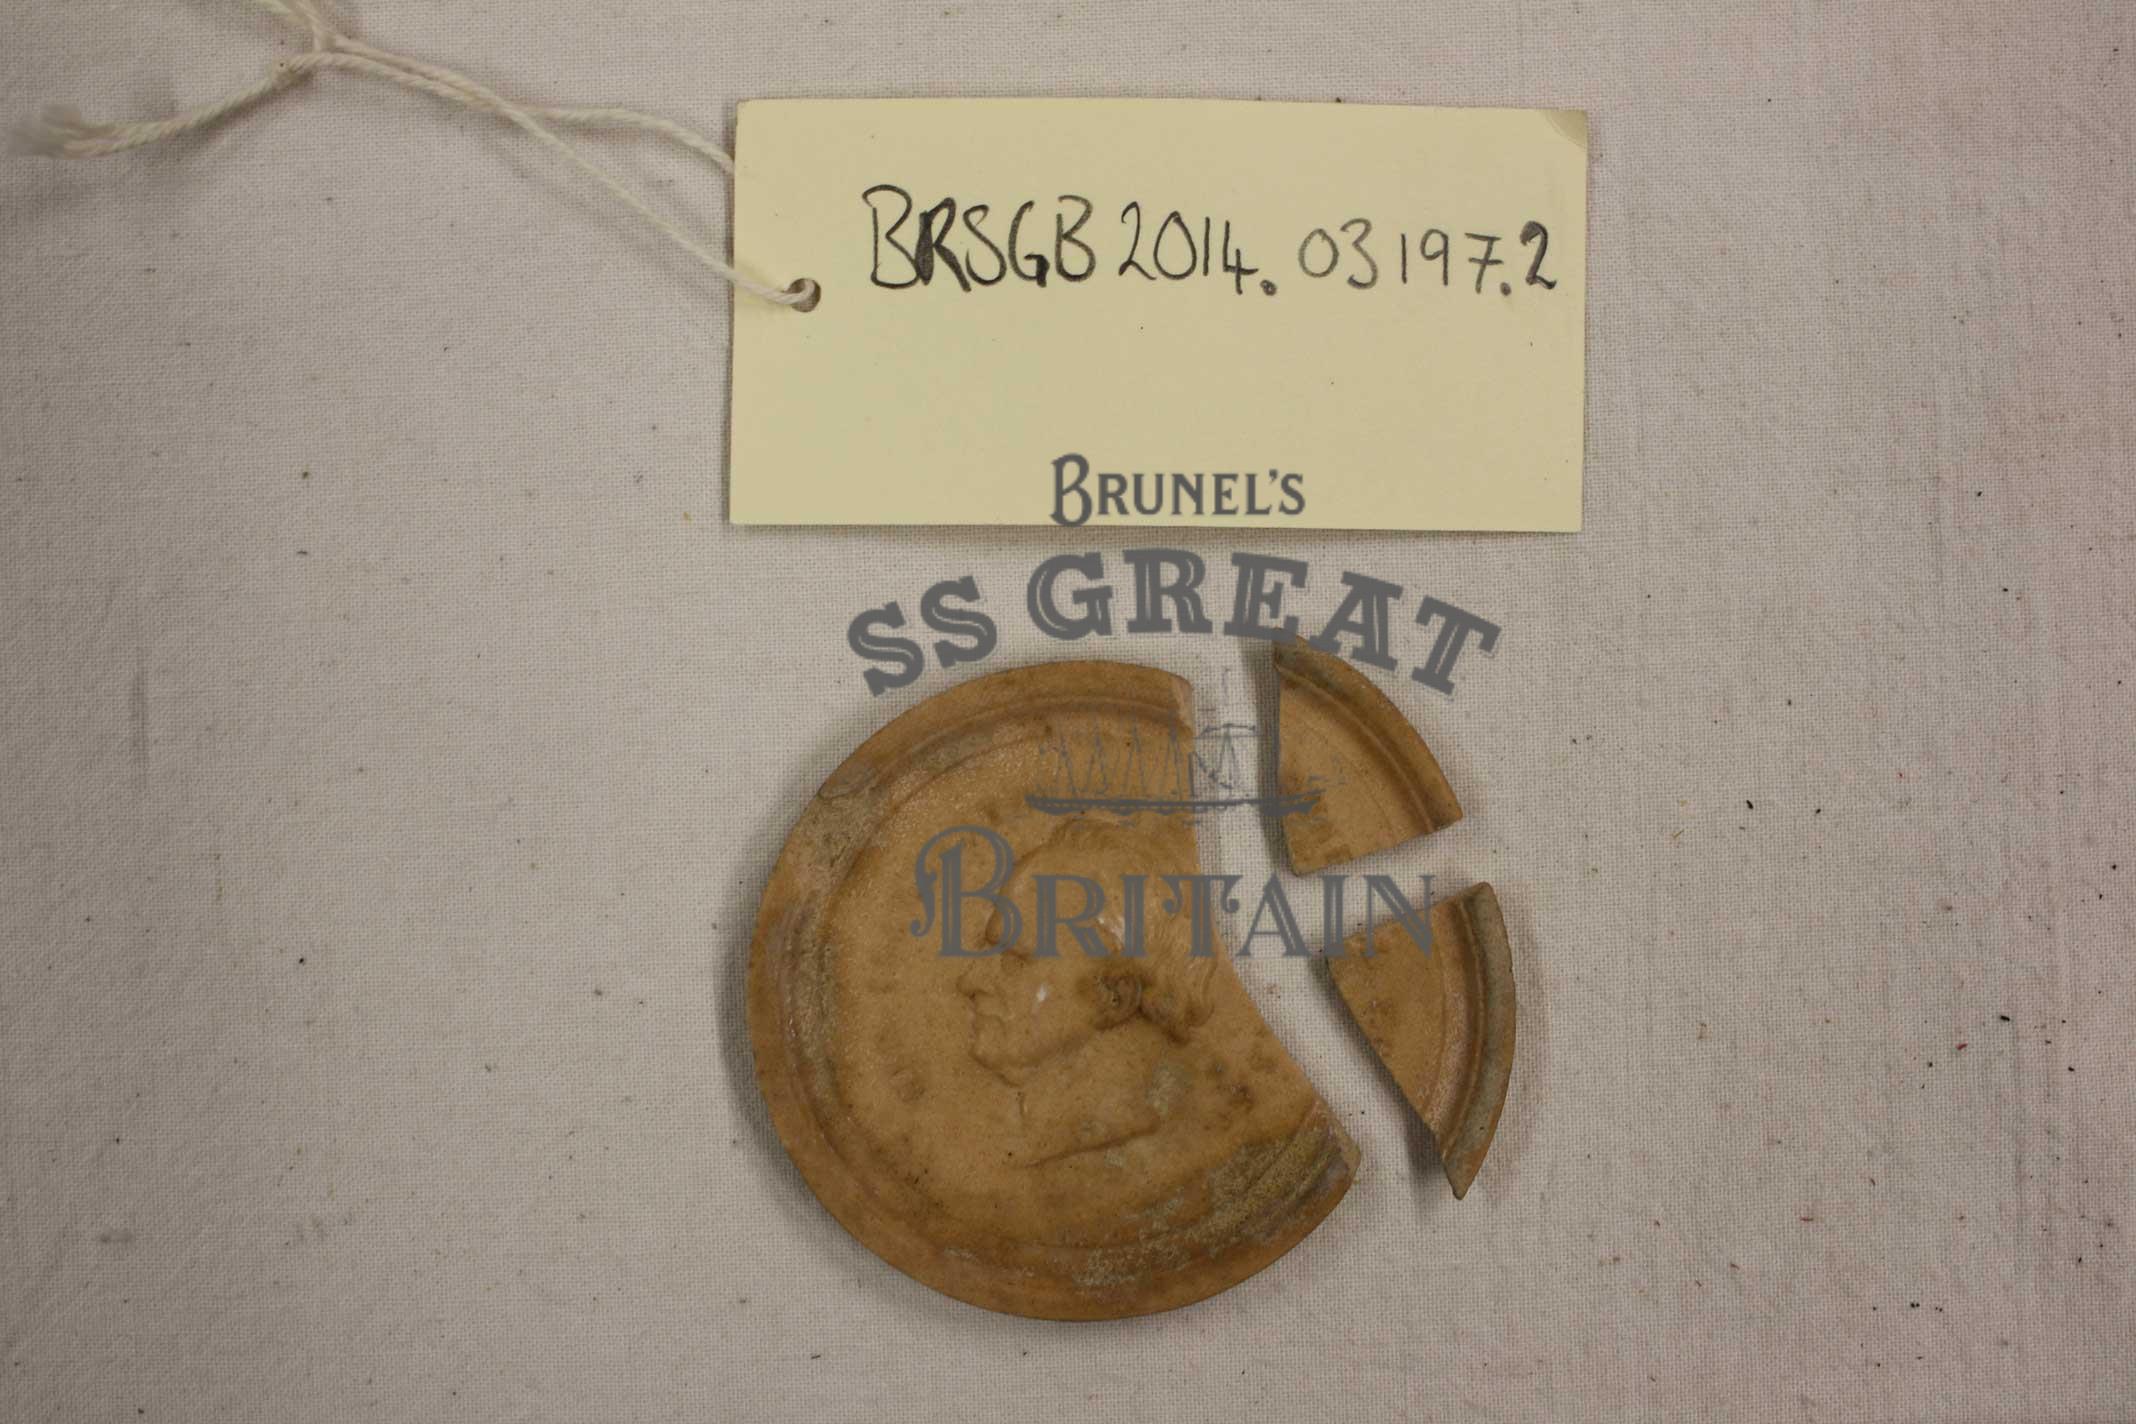 BRSGB 2014. 03197.2
BRUNEL'S
SS GREAT
BRITAIN